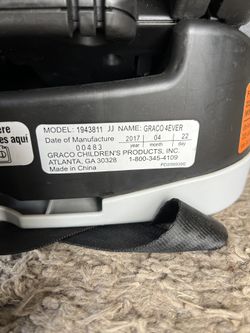 ere
es aquí
MODEL: 1943811 JJ NAME: GRACO 4EVER
Date of Manufacture 2017 04 22
00483 year month day
GRACO CHILDREN'S PRODUCTS, INC.
ATLANTA, GA 30328 1-800-345-4109
Made in China